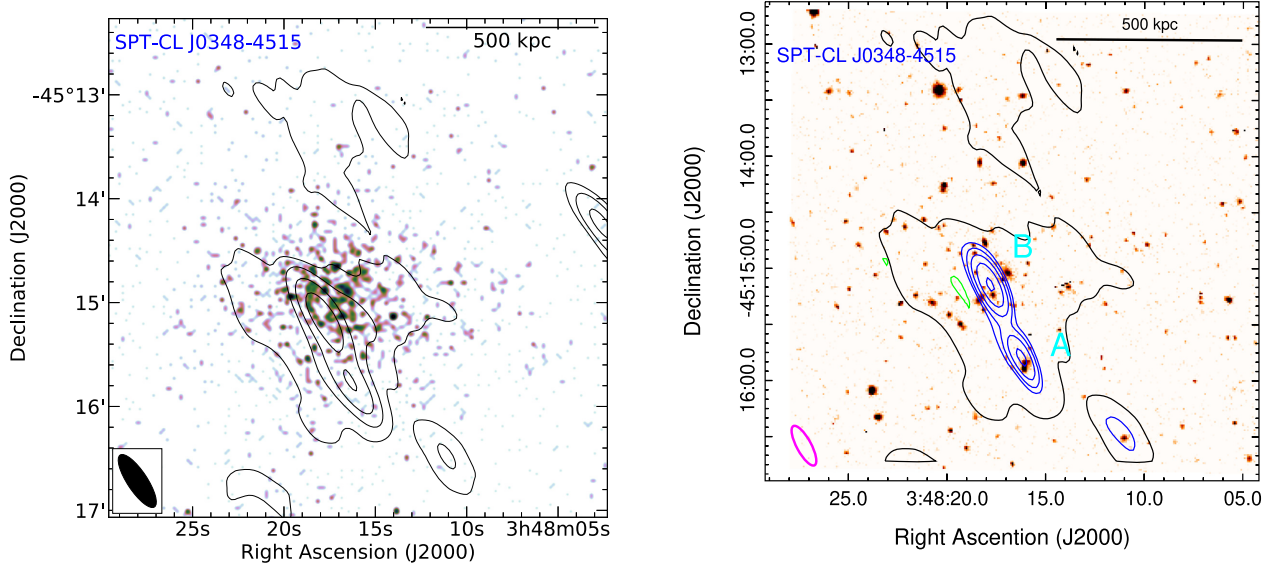 SPT-CL J0348-4515
500 kpc
Declination (J2000)
-45°13'
14'
15'
16'
17'
25s
20s
15s
10s
3h48m05s
Right Ascension (J2000)
SPT-CL J0348-4515
500 kpc
Declination (J2000)
13:00.0
14:00.0
-45:15:00.0
16:00.0
B
A
25.0
3:48:20.0
15.0
10.0
05.0
Right Ascention (J2000)